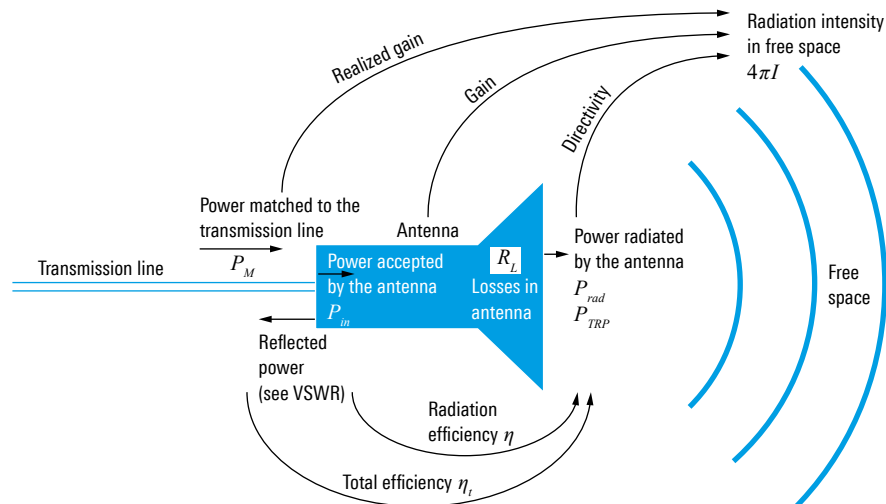 Radiation intensity
in free space
4πI
Realized gain
Gain
Directivity
Power matched to the
transmission line
P_M
Antenna
Transmission line
Power accepted
by the antenna
P_in
R_L
Losses in
antenna
Power radiated
by the antenna
P_rad
P_TRP
Free
space
Reflected
power
(see VSWR)
Radiation
efficiency η
Total efficiency η_t